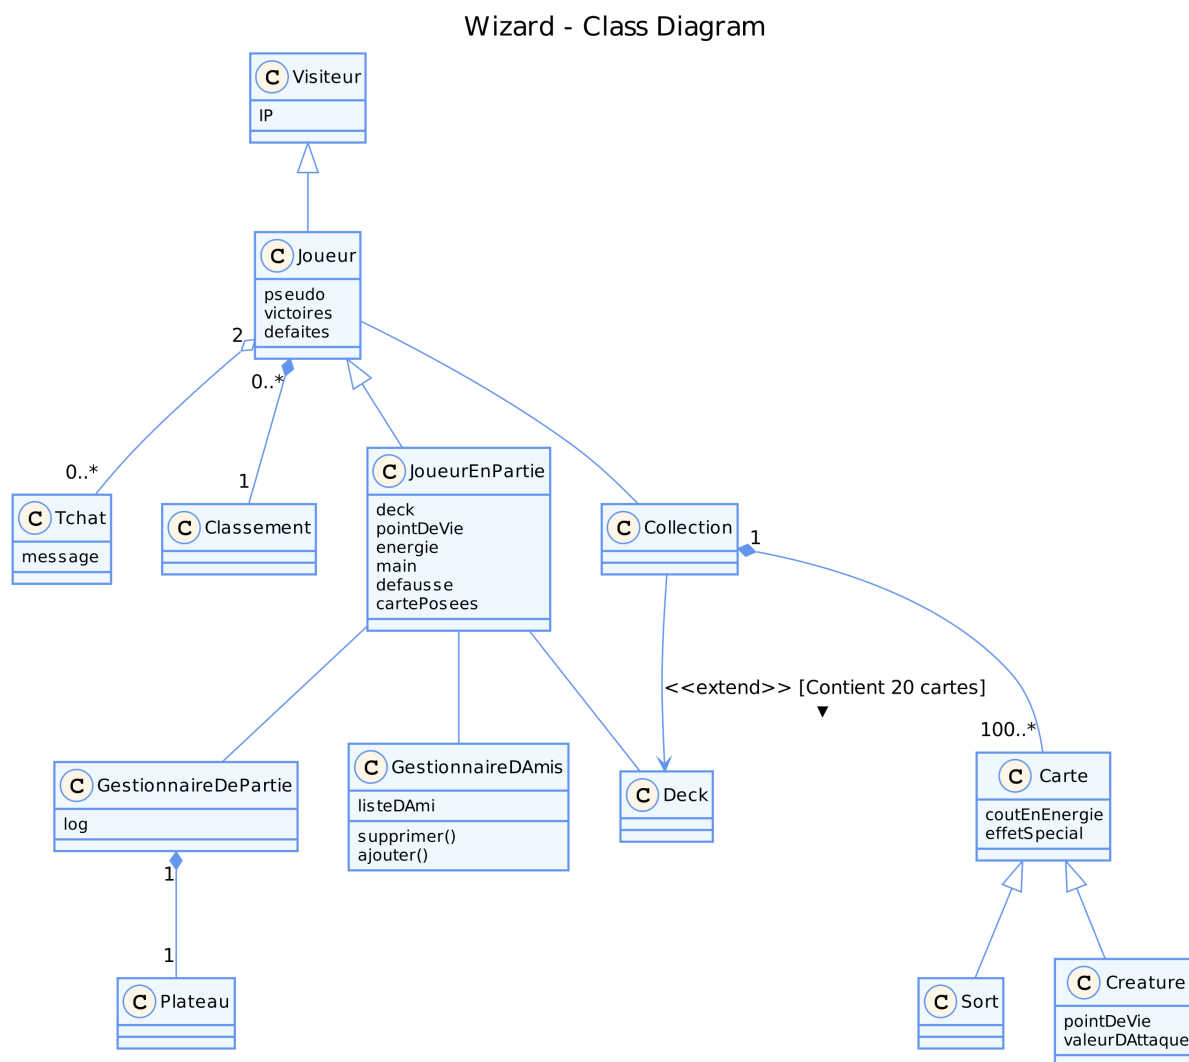 Wizard - Class Diagram
C Visiteur
IP
C Joueur
pseudo
victoires
defaites
2
0..*
0..*
1
C Tchat
message
C Classement
C JoueurEnPartie
deck
pointDeVie
energie
main
defausse
cartePosees
C Collection
1
<<extend>> [Contient 20 cartes]
▼
100..*
C GestionnaireDePartie
log
C GestionnaireDAmis
listeDAmi
supprimer()
ajouter()
C Deck
C Carte
coutEnEnergie
effetSpecial
1
1
C Plateau
C Sort
C Creature
pointDeVie
valeurDAttaque